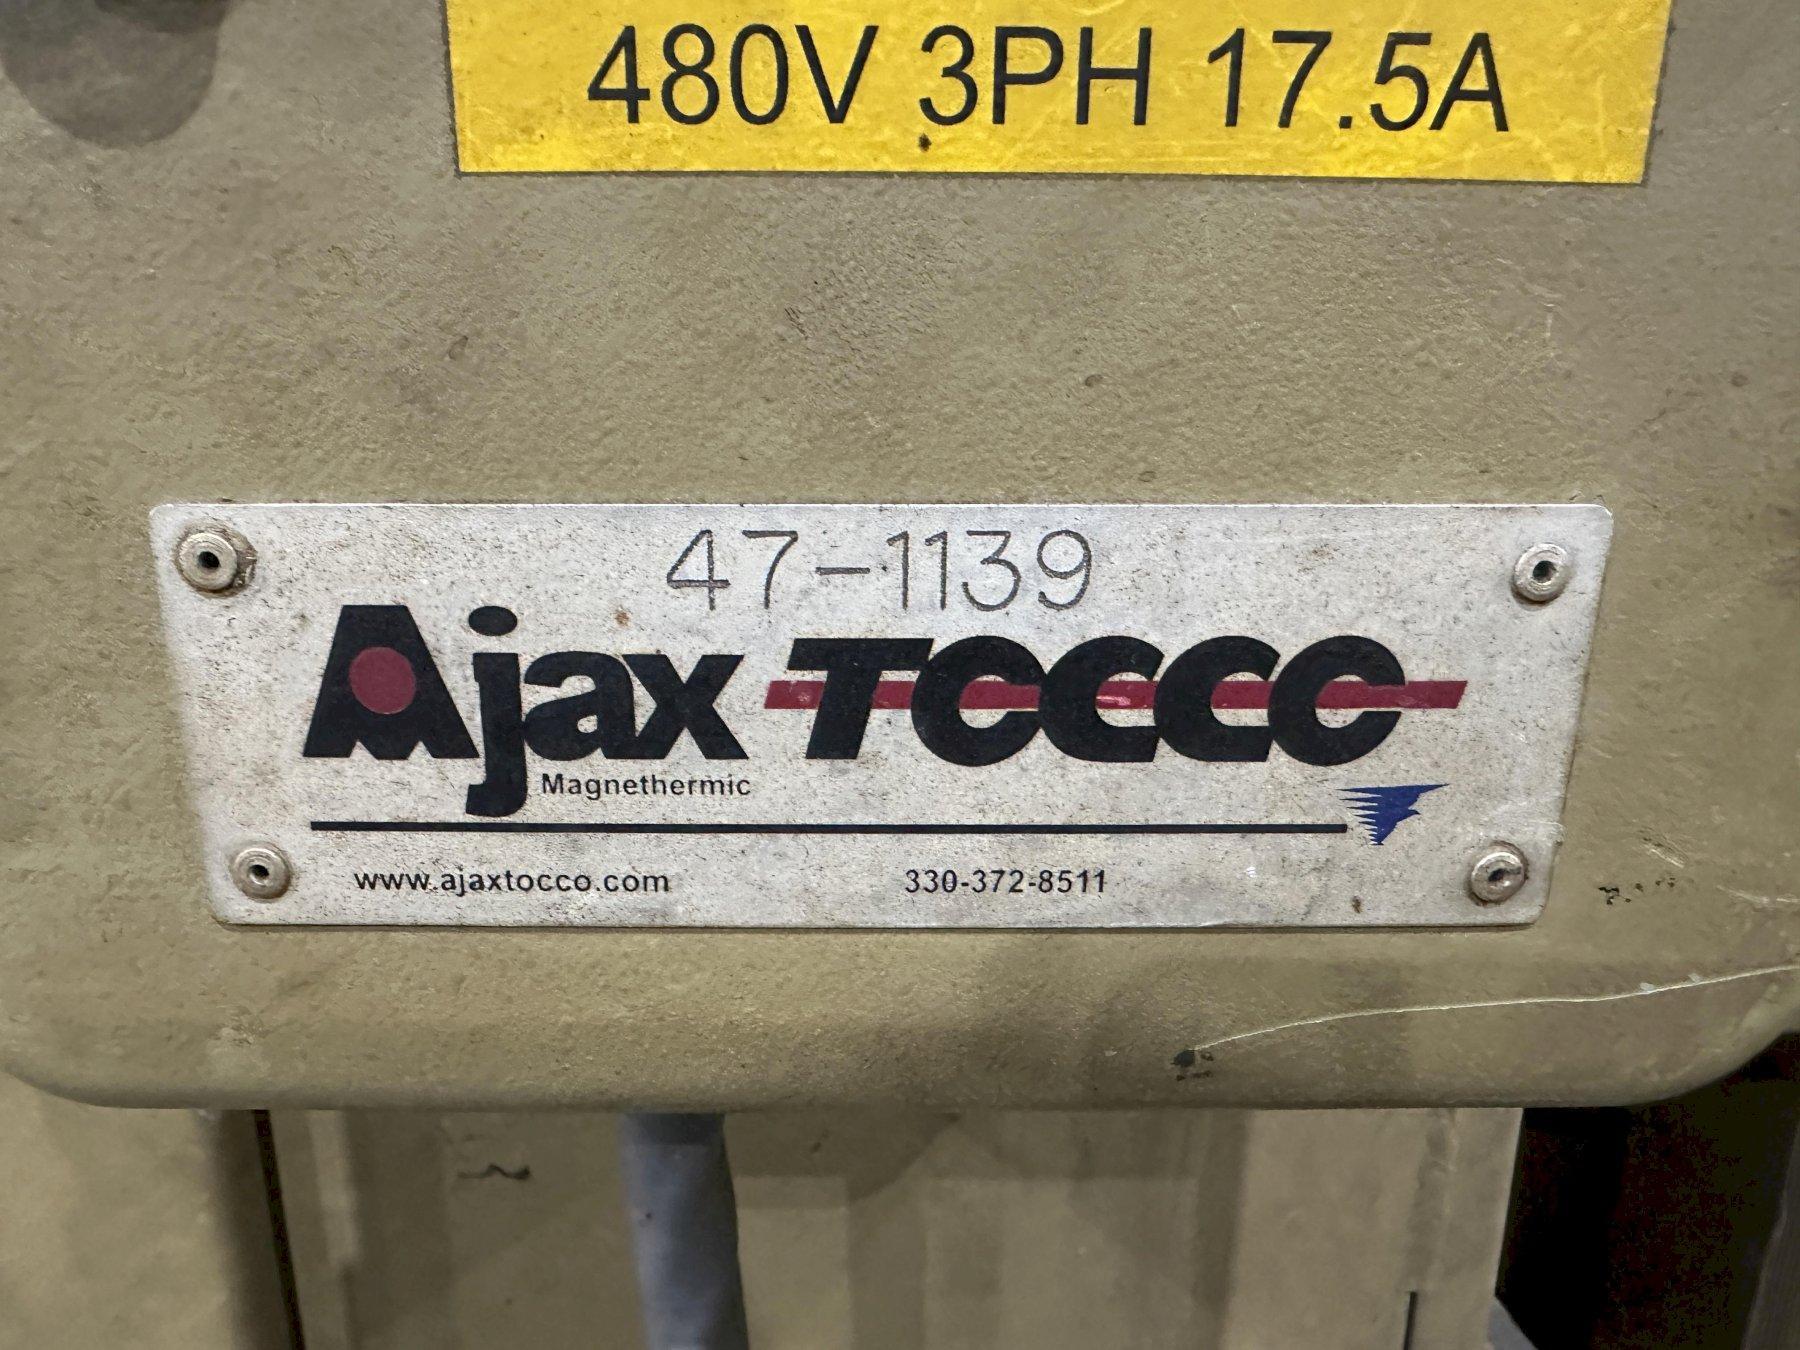 480V 3PH 17.5A
47-1139
Ajax TOCCO
Magnethermic
www.ajaxtocco.com 330-372-8511